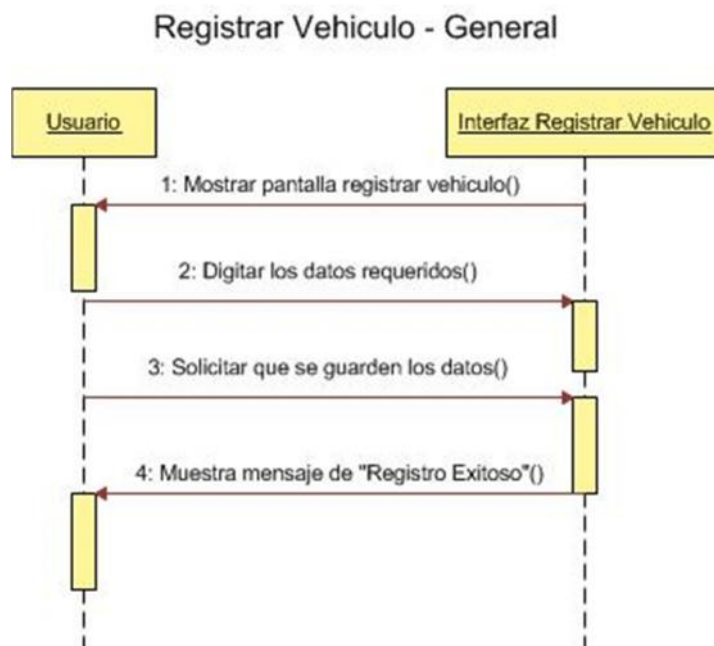 Registrar Vehiculo - General
Usuario
Interfaz Registrar Vehiculo
1: Mostrar pantalla registrar vehiculo()
2: Digitar los datos requeridos()
3: Solicitar que se guarden los datos()
4: Muestra mensaje de "Registro Exitoso"()